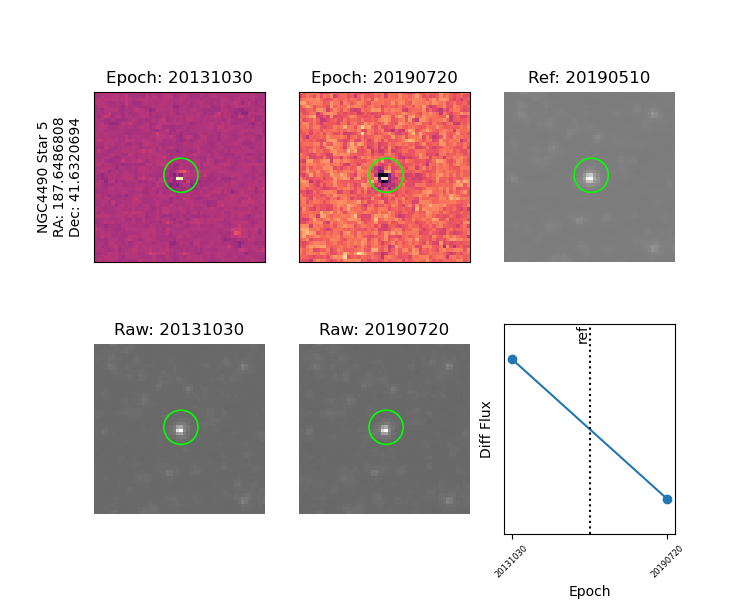 NGC4490 Star 5
RA: 187.6486808
Dec: 41.6320694
Epoch: 20131030
Epoch: 20190720
Ref: 20190510
Raw: 20131030
Raw: 20190720
ref
Diff Flux
20131030
20190720
Epoch